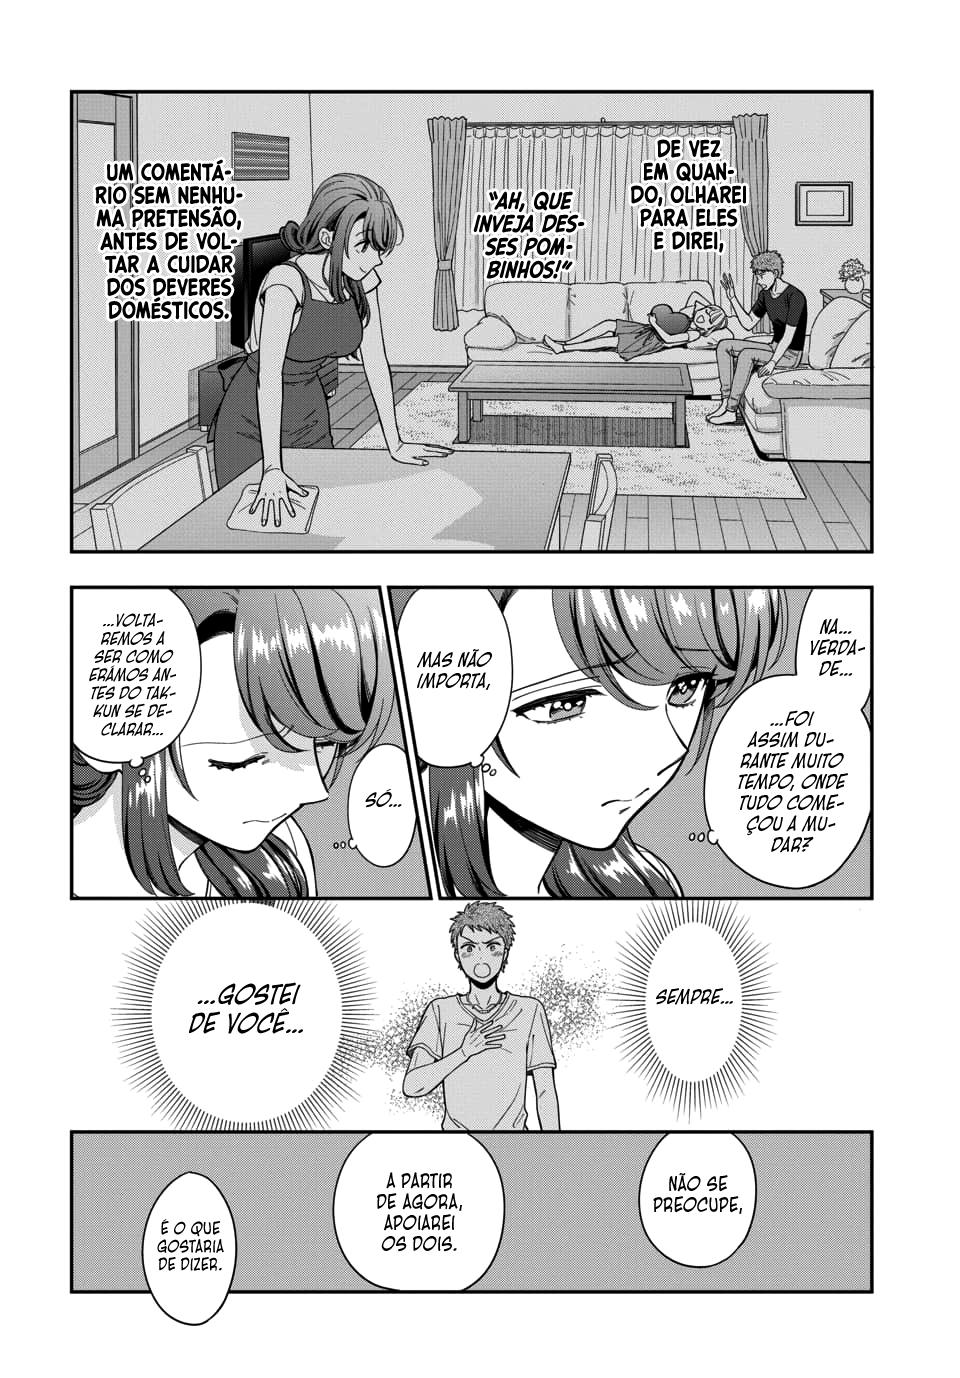 DE VEZ
EM QUAN-
DO, OLHAREI
PARA ELES
E DIREI,
"AH, QUE
INVEJA DES-
SES POM-
BINHOS!"
UM COMENTÁ-
RIO SEM NENHU-
MA PRETENSÃO,
ANTES DE VOL-
TAR A CUIDAR
DOS DEVERES
DOMÉSTICOS.
NA...
VERDA-
DE...
...FOI
ASSIM DU-
RANTE MUITO
TEMPO, ONDE
TUDO COME-
ÇOU A MU-
DAR?
MAS NÃO
IMPORTA,
SÓ...
...VOLTA-
REMOS A
SER COMO
ERÁMOS AN-
TES DO TAK-
KUN SE DE-
CLARAR...
SEMPRE...
...GOSTEI
DE VOCÊ...
NÃO SE
PREOCUPE,
A PARTIR
DE AGORA,
APOIAREI
OS DOIS.
É O QUE
GOSTARIA
DE DIZER.